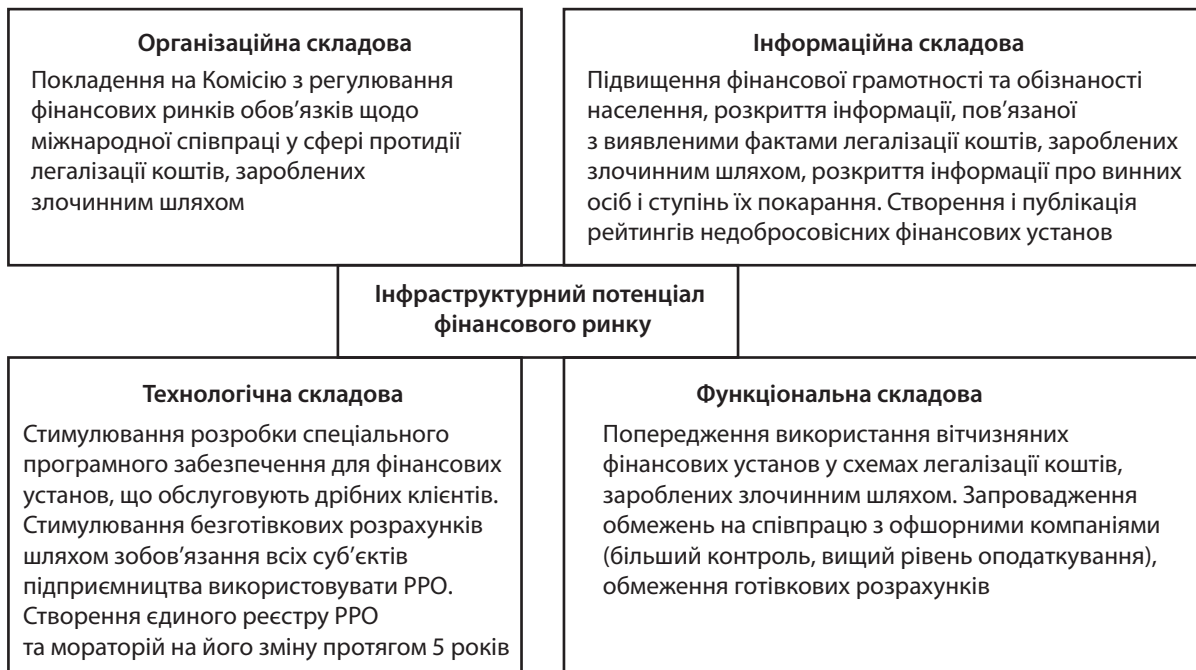 Організаційна складова
Покладення на Комісію з регулювання
фінансових ринків обов’язків щодо
міжнародної співпраці у сфері протидії
легалізації коштів, зароблених
злочинним шляхом
Інформаційна складова
Підвищення фінансової грамотності та обізнаності
населення, розкриття інформації, пов’язаної
з виявленими фактами легалізації коштів, зароблених
злочинним шляхом, розкриття інформації про винних
осіб і ступінь їх покарання. Створення і публікація
рейтингів недобросовісних фінансових установ
Інфраструктурний потенціал
фінансового ринку
Технологічна складова
Стимулювання розробки спеціального
програмного забезпечення для фінансових
установ, що обслуговують дрібних клієнтів.
Стимулювання безготівкових розрахунків
шляхом зобов’язання всіх суб’єктів
підприємництва використовувати РРО.
Створення єдиного реєстру РРО
та мораторій на його зміну протягом 5 років
Функціональна складова
Попередження використання вітчизняних
фінансових установ у схемах легалізації коштів,
зароблених злочинним шляхом. Запровадження
обмежень на співпрацю з офшорними компаніями
(більший контроль, вищий рівень оподаткування),
обмеження готівкових розрахунків